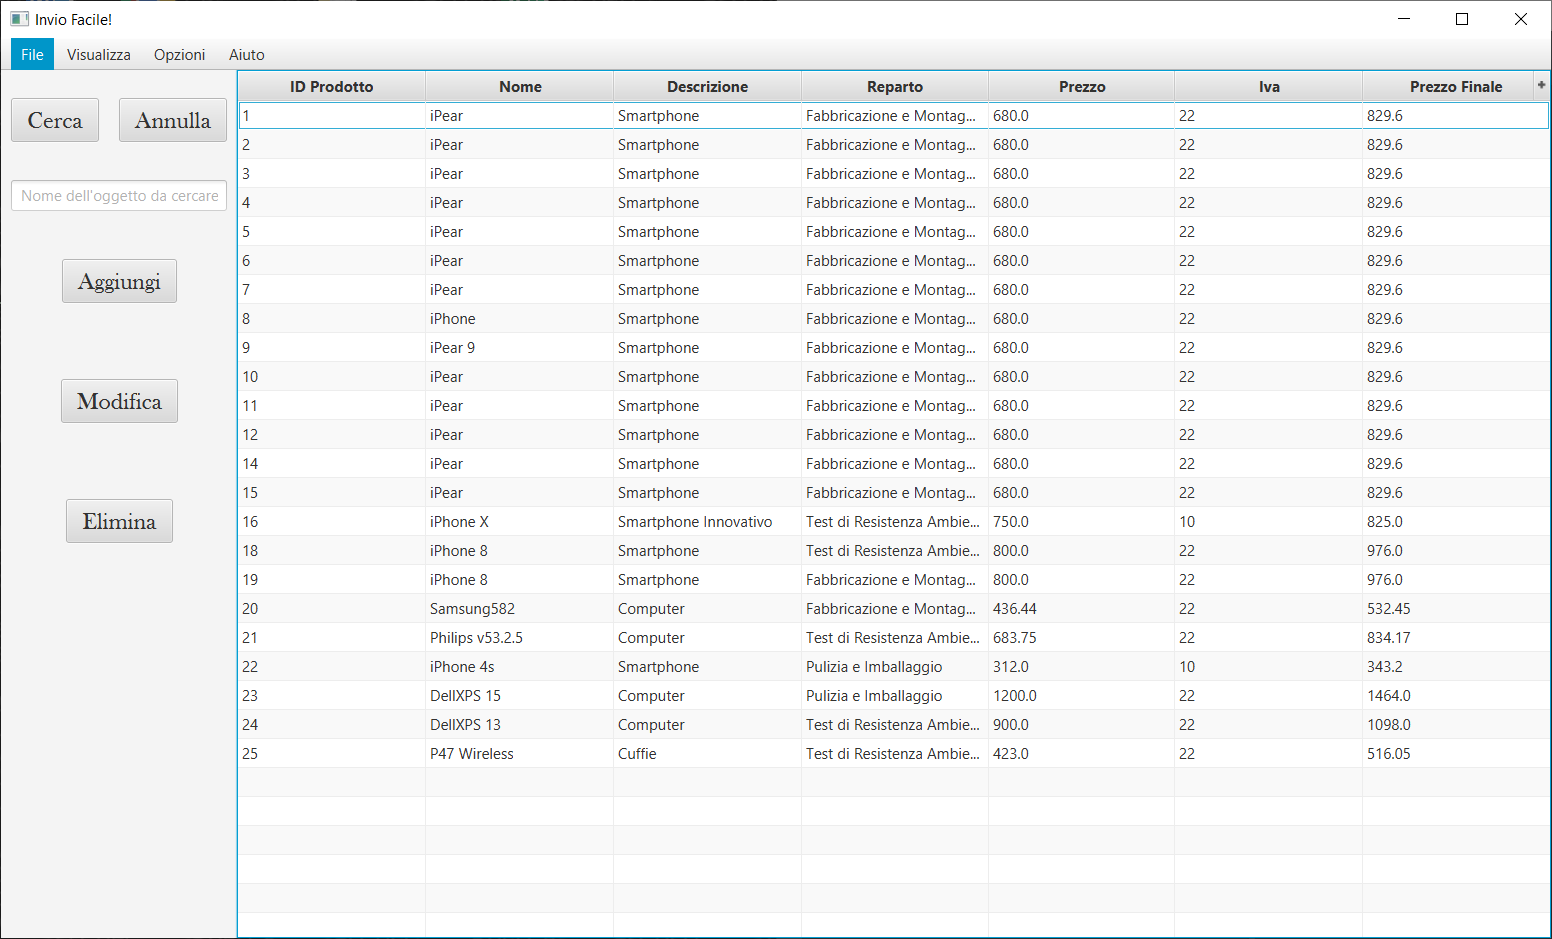 Invio Facile!
File Visualizza Opzioni Aiuto
Cerca Annulla
Nome dell'oggetto da cercare
Aggiungi
Modifica
Elimina
ID Prodotto Nome Descrizione Reparto Prezzo Iva Prezzo Finale +
1 iPear Smartphone Fabbricazione e Montag... 680.0 22 829.6
2 iPear Smartphone Fabbricazione e Montag... 680.0 22 829.6
3 iPear Smartphone Fabbricazione e Montag... 680.0 22 829.6
4 iPear Smartphone Fabbricazione e Montag... 680.0 22 829.6
5 iPear Smartphone Fabbricazione e Montag... 680.0 22 829.6
6 iPear Smartphone Fabbricazione e Montag... 680.0 22 829.6
7 iPear Smartphone Fabbricazione e Montag... 680.0 22 829.6
8 iPhone Smartphone Fabbricazione e Montag... 680.0 22 829.6
9 iPear 9 Smartphone Fabbricazione e Montag... 680.0 22 829.6
10 iPear Smartphone Fabbricazione e Montag... 680.0 22 829.6
11 iPear Smartphone Fabbricazione e Montag... 680.0 22 829.6
12 iPear Smartphone Fabbricazione e Montag... 680.0 22 829.6
14 iPear Smartphone Fabbricazione e Montag... 680.0 22 829.6
15 iPear Smartphone Fabbricazione e Montag... 680.0 22 829.6
16 iPhone X Smartphone Innovativo Test di Resistenza Ambie... 750.0 10 825.0
18 iPhone 8 Smartphone Test di Resistenza Ambie... 800.0 22 976.0
19 iPhone 8 Smartphone Fabbricazione e Montag... 800.0 22 976.0
20 Samsung582 Computer Fabbricazione e Montag... 436.44 22 532.45
21 Philips v53.2.5 Computer Test di Resistenza Ambie... 683.75 22 834.17
22 iPhone 4s Smartphone Pulizia e Imballaggio 312.0 10 343.2
23 DellXPS 15 Computer Pulizia e Imballaggio 1200.0 22 1464.0
24 DellXPS 13 Computer Test di Resistenza Ambie... 900.0 22 1098.0
25 P47 Wireless Cuffie Test di Resistenza Ambie... 423.0 22 516.05